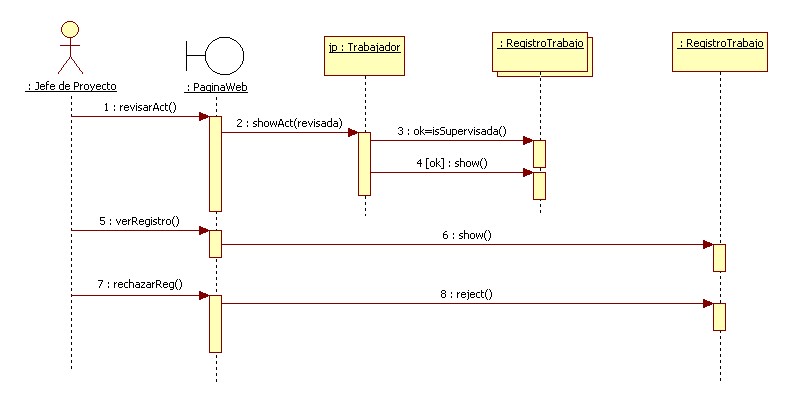 : Jefe de Proyecto
: PaginaWeb
jp : Trabajador
: RegistroTrabajo
: RegistroTrabajo
1 : revisarAct()
2 : showAct(revisada)
3 : ok=isSupervisada()
4 [ok] : show()
5 : verRegistro()
6 : show()
7 : rechazarReg()
8 : reject()